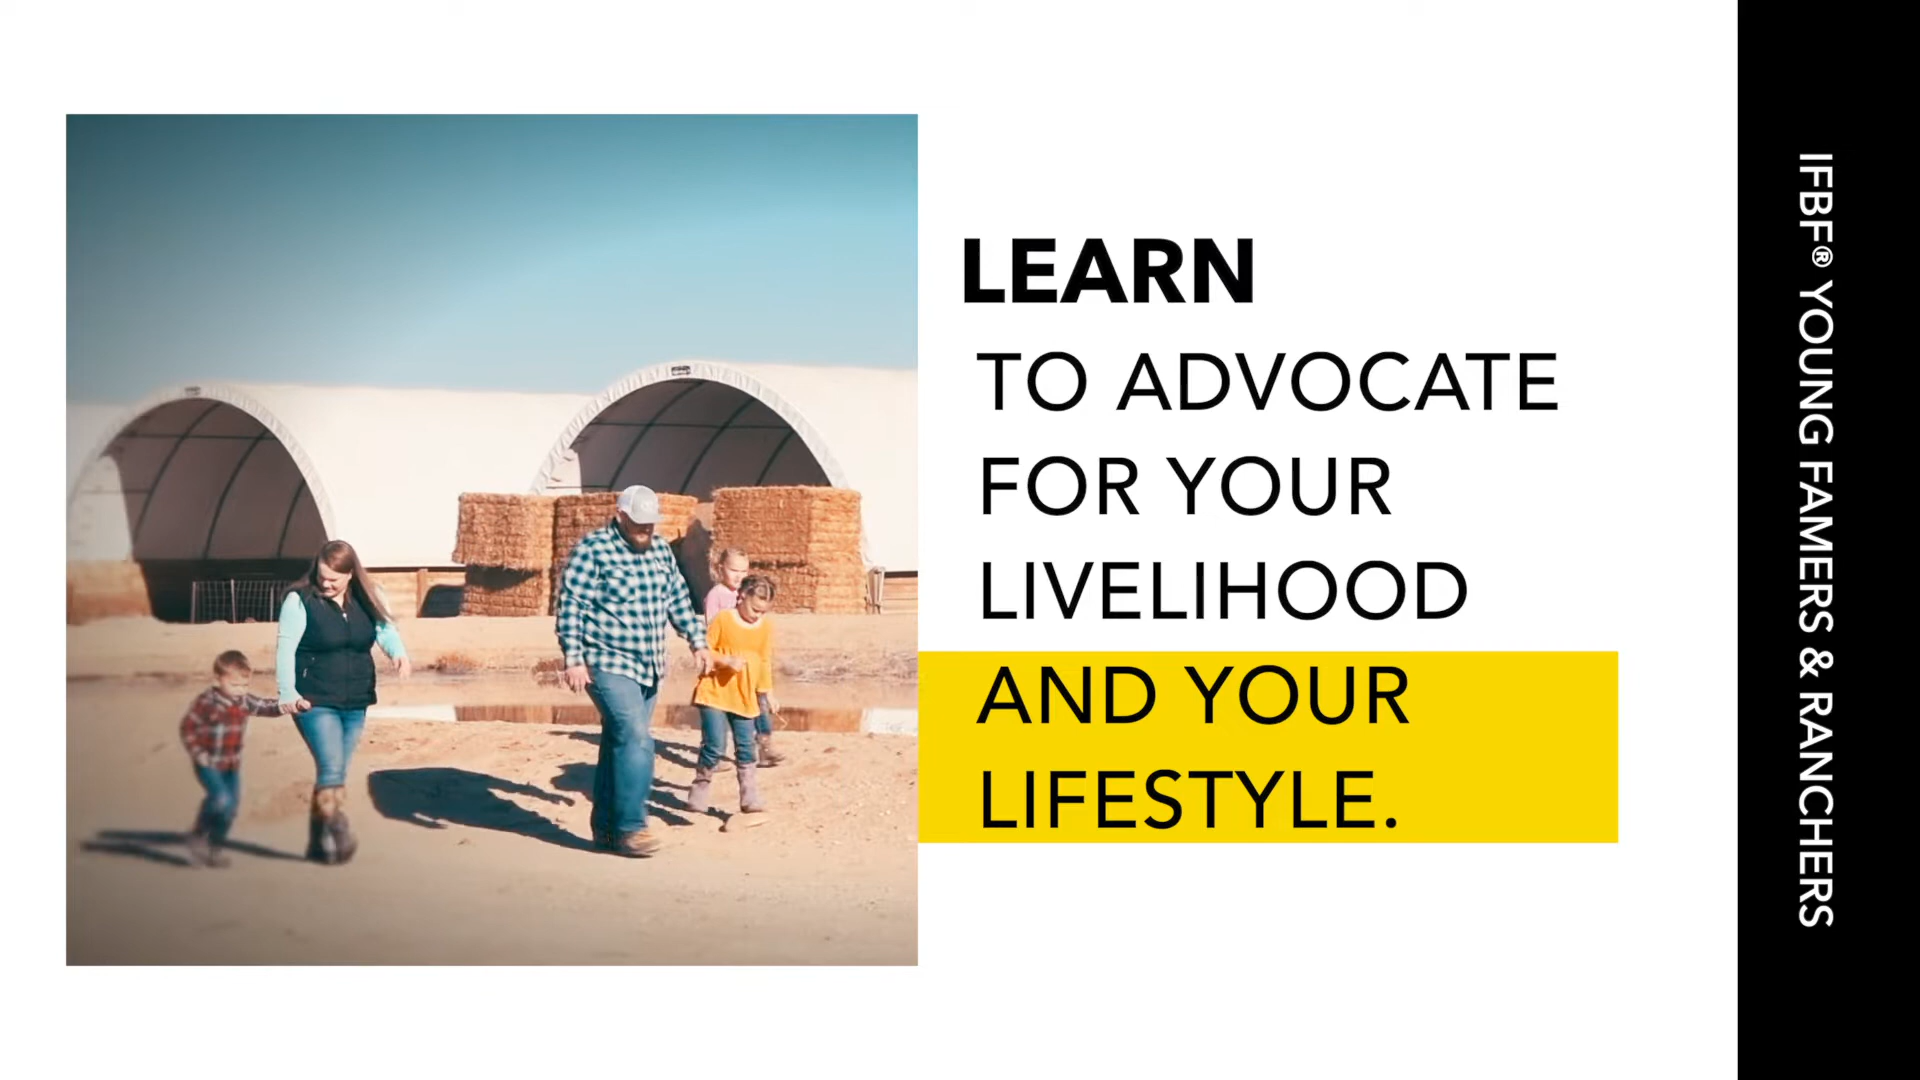 LEARN
TO ADVOCATE
FOR YOUR
LIVELIHOOD
AND YOUR
LIFESTYLE.
IFBF® YOUNG FAMERS & RANCHERS